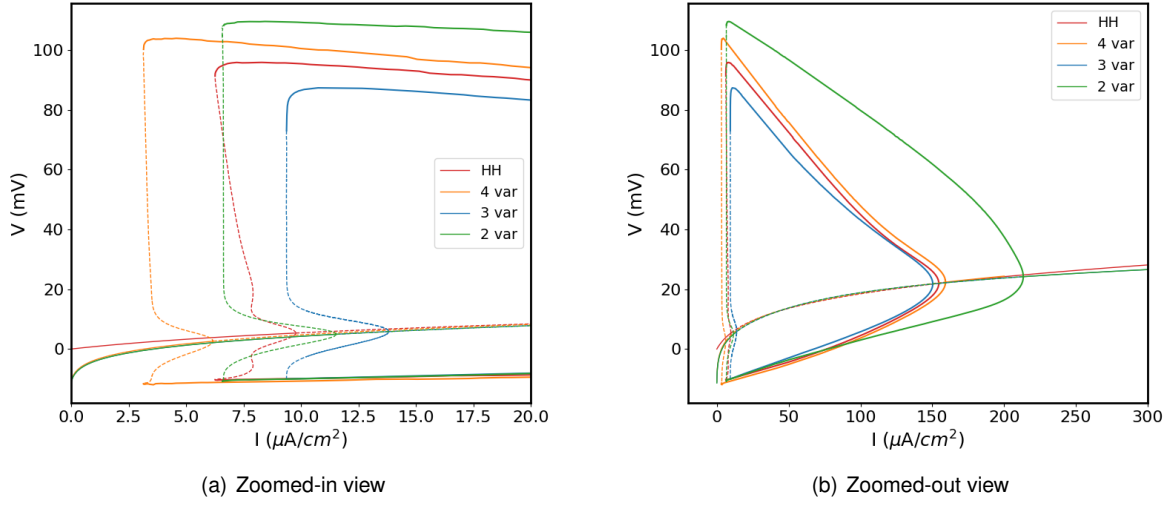 100
80
60
40
20
0
V (mV)
0.0
2.5
5.0
7.5
10.0
12.5
15.0
17.5
20.0
I (μA/cm²)
HH
4 var
3 var
2 var
(a) Zoomed-in view
100
80
60
40
20
0
V (mV)
0
50
100
150
200
250
300
I (μA/cm²)
HH
4 var
3 var
2 var
(b) Zoomed-out view